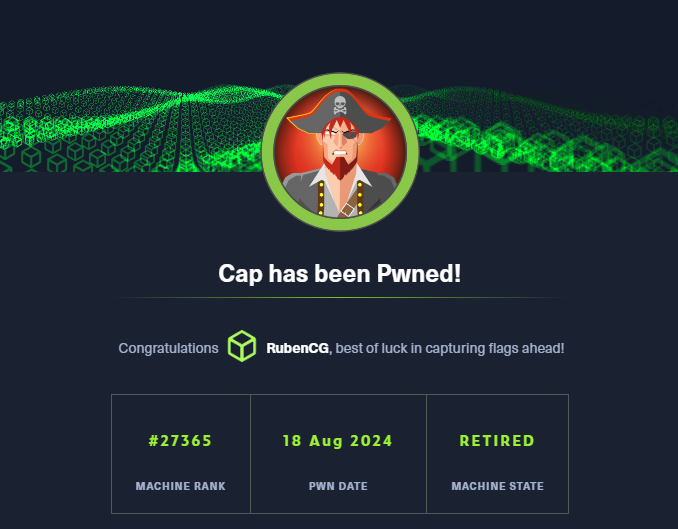 Cap has been Pwned!
Congratulations RubenCG, best of luck in capturing flags ahead!
#27365 18 Aug 2024 RETIRED
MACHINE RANK PWN DATE MACHINE STATE